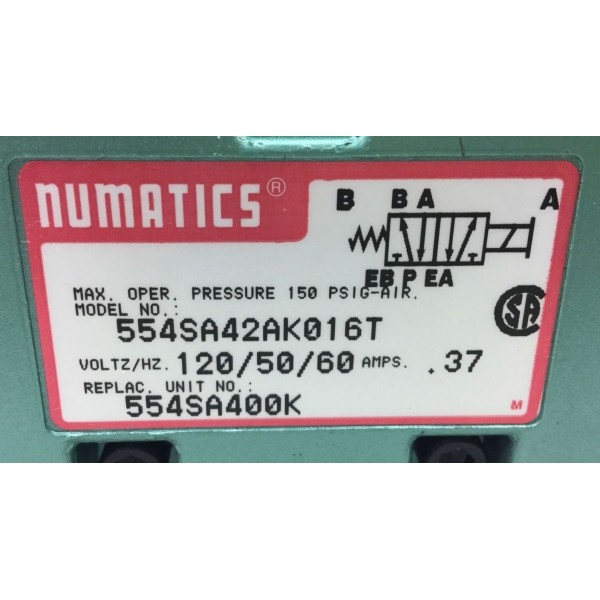 NUMATICS®
B B A A
EB P EA
MAX. OPER. PRESSURE 150 PSIG-AIR.
MODEL NO.:
554SA42AK016T
VOLTZ/HZ. 120/50/60 AMPS. .37
REPLAC. UNIT NO.:
554SA400K
SA
M